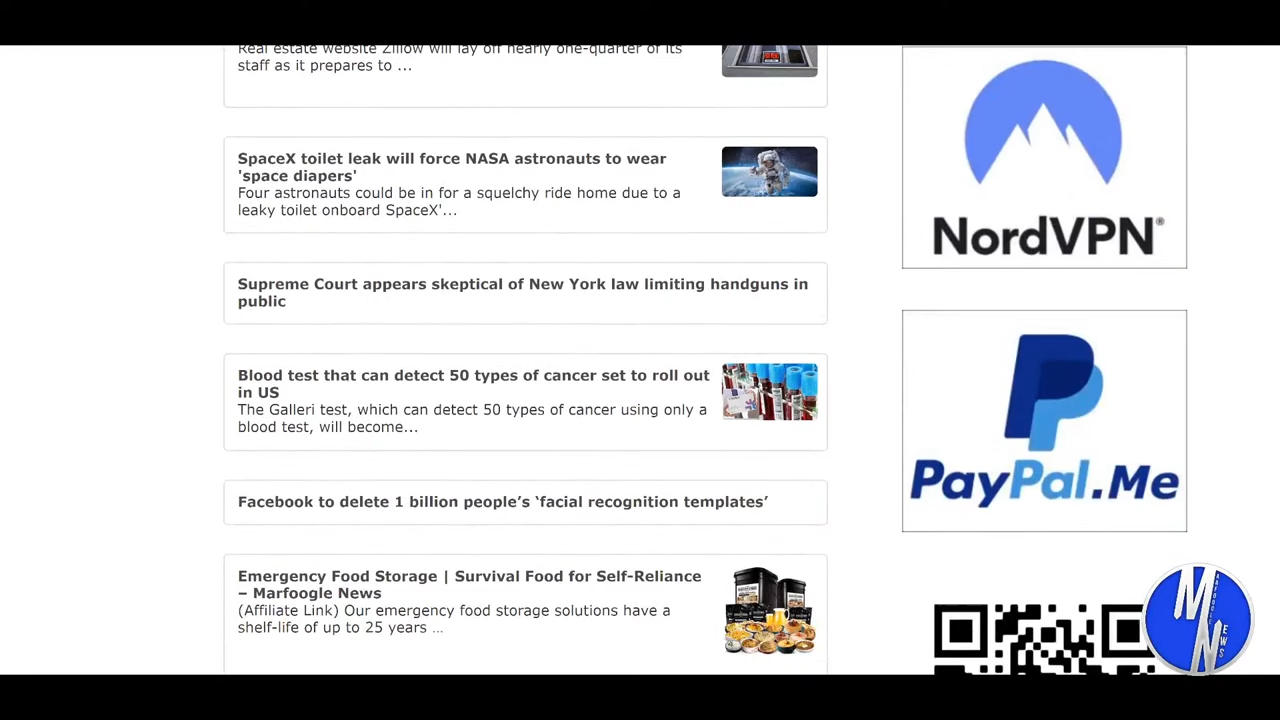 Real estate website Zillow will lay off nearly one-quarter of its
staff as it prepares to ...
SpaceX toilet leak will force NASA astronauts to wear
'space diapers'
Four astronauts could be in for a squelchy ride home due to a
leaky toilet onboard SpaceX'...
Supreme Court appears skeptical of New York law limiting handguns in
public
Blood test that can detect 50 types of cancer set to roll out
in US
The Galleri test, which can detect 50 types of cancer using only a
blood test, will become...
Facebook to delete 1 billion people’s ‘facial recognition templates’
Emergency Food Storage | Survival Food for Self-Reliance
– Marfoogle News
(Affiliate Link) Our emergency food storage solutions have a
shelf-life of up to 25 years ...
NordVPN®
PayPal.Me
MARFOOGLE
NEWS